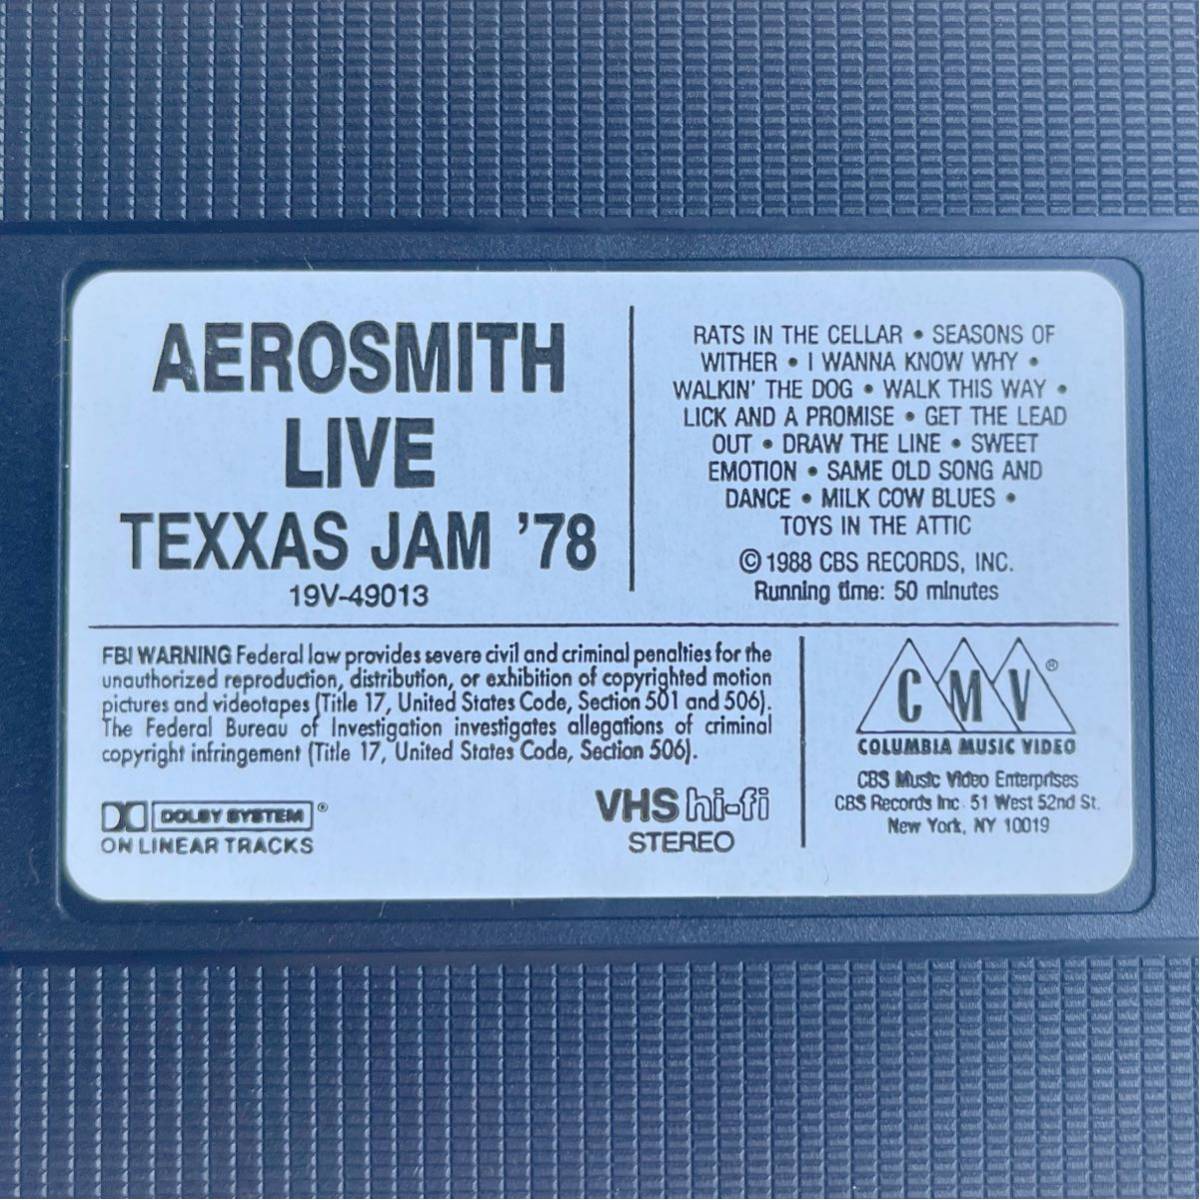 AEROSMITH
LIVE
TEXXAS JAM '78
19V-49013
RATS IN THE CELLAR • SEASONS OF
WITHER • I WANNA KNOW WHY •
WALKIN' THE DOG • WALK THIS WAY •
LICK AND A PROMISE • GET THE LEAD
OUT • DRAW THE LINE • SWEET
EMOTION • SAME OLD SONG AND
DANCE • MILK COW BLUES •
TOYS IN THE ATTIC
© 1988 CBS RECORDS, INC.
Running time: 50 minutes
FBI WARNING Federal law provides severe civil and criminal penalties for the
unauthorized reproduction, distribution, or exhibition of copyrighted motion
pictures and videotapes (Title 17, United States Code, Section 501 and 506).
The Federal Bureau of Investigation investigates allegations of criminal
copyright infringement (Title 17, United States Code, Section 506).
DOLBY SYSTEM ®
ON LINEAR TRACKS
VHS hi-fi
STEREO
CMV ®
COLUMBIA MUSIC VIDEO
CBS Music Video Enterprises
CBS Records Inc. 51 West 52nd St.
New York, NY 10019